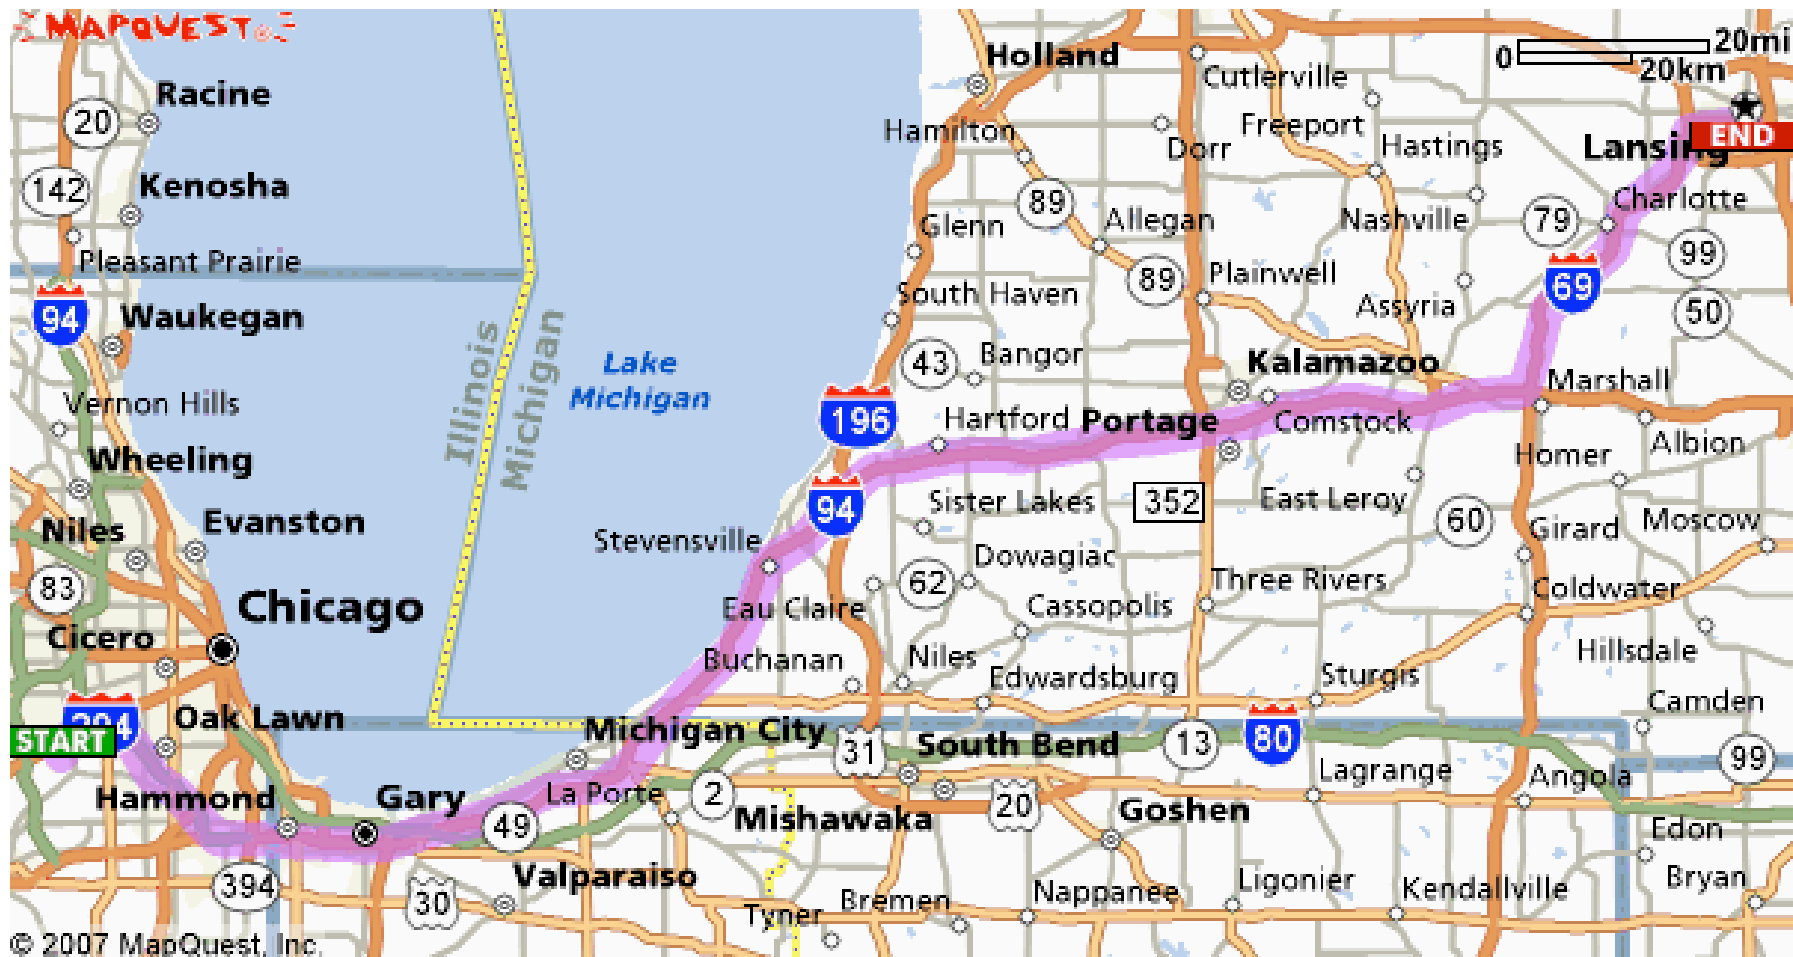 MAPQUEST
Holland
20mi
0
20km
Racine
Cutlerville
20
Hamilton
Freeport
END
Dorr
Hastings
Lansing
142
Kenosha
89
Charlotte
Glenn
Allegan
Nashville
79
Pleasant Prairie
99
89
Plainwell
69
South Haven
Assyria
50
94
Waukegan
Illinois
Michigan
Lake
Michigan
43
Bangor
Kalamazoo
Marshall
Vernon Hills
196
Hartford
Portage
Comstock
Albion
Wheeling
Homer
94
Sister Lakes
352
East Leroy
60
Niles
Evanston
Girard
Moscow
Stevensville
Dowagiac
83
62
Three Rivers
Coldwater
Chicago
Eau Claire
Cassopolis
Cicero
Buchanan
Niles
Edwardsburg
Sturgis
Hillsdale
Camden
Oak Lawn
START
Michigan City
31
South Bend
13
80
99
Hammond
Gary
La Porte
2
Lagrange
Angola
49
Mishawaka
20
Goshen
Edon
394
30
Valparaiso
Tyner
Bremen
Nappanee
Ligonier
Kendallville
Bryan
© 2007 MapQuest, Inc.